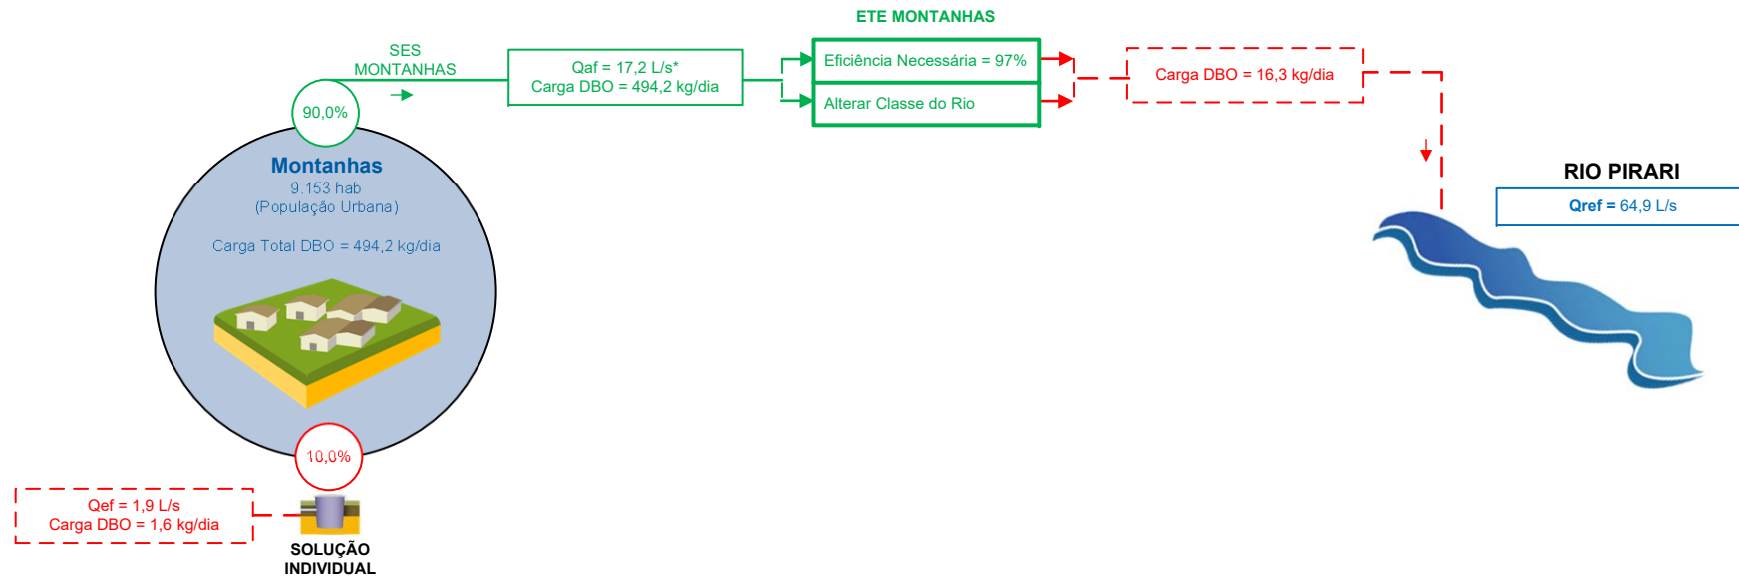 ETE MONTANHAS
SES
MONTANHAS
Qaf = 17,2 L/s*
Carga DBO = 494,2 kg/dia
Eficiência Necessária = 97%
Alterar Classe do Rio
Carga DBO = 16,3 kg/dia
90,0%
Montanhas
9.153 hab
(População Urbana)
Carga Total DBO = 494,2 kg/dia
RIO PIRARI
Qref = 64,9 L/s
10,0%
Qef = 1,9 L/s
Carga DBO = 1,6 kg/dia
SOLUÇÃO
INDIVIDUAL